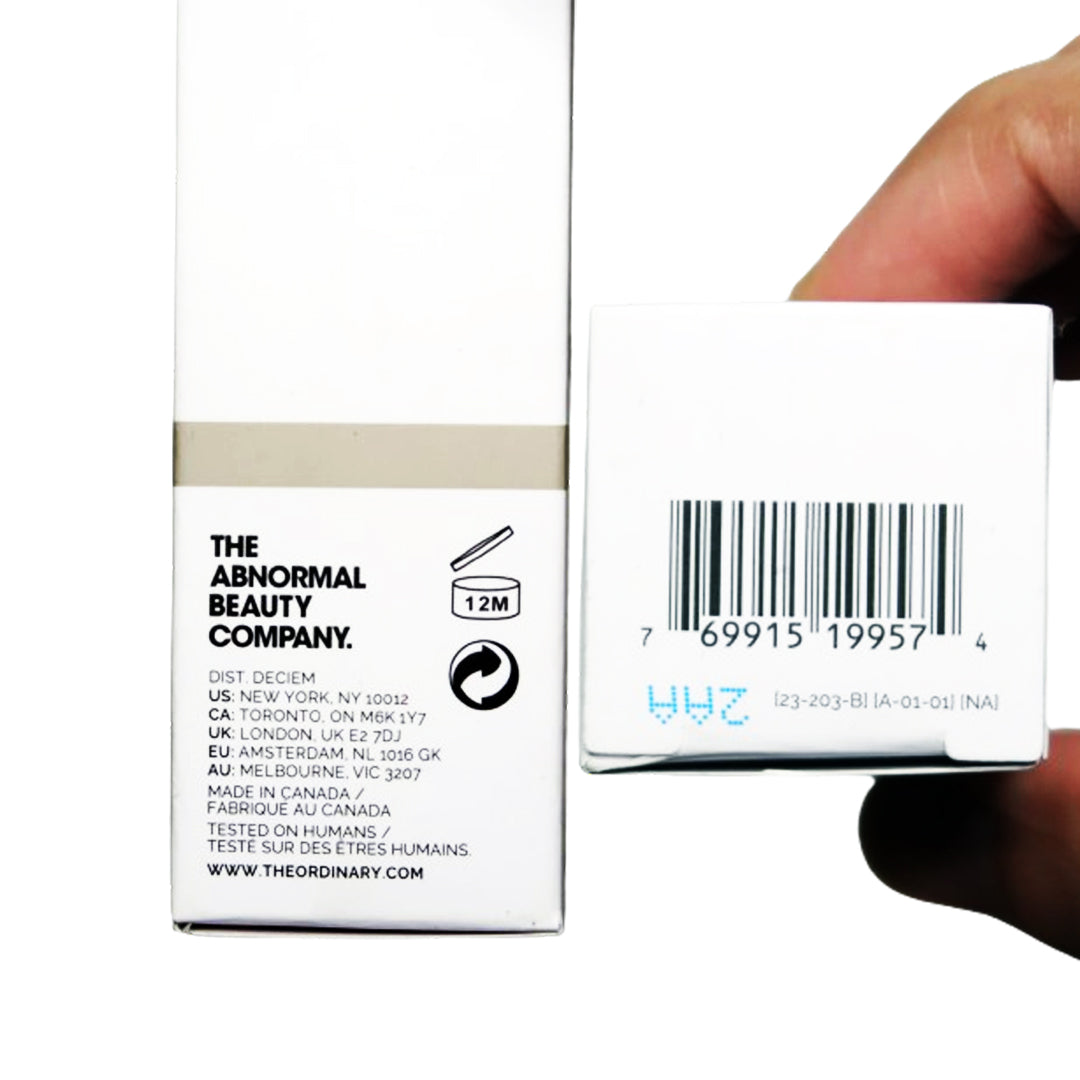 THE
ABNORMAL
BEAUTY
COMPANY.
12M
DIST. DECIEM
US: NEW YORK, NY 10012
CA: TORONTO, ON M6K 1Y7
UK: LONDON, UK E2 7DJ
EU: AMSTERDAM, NL 1016 GK
AU: MELBOURNE, VIC 3207
MADE IN CANADA /
FABRIQUÉ AU CANADA
TESTED ON HUMANS /
TESTÉ SUR DES ÊTRES HUMAINS.
WWW.THEORDINARY.COM
7 69915 19957 4
[23-203-B] [A-01-01] [NA]